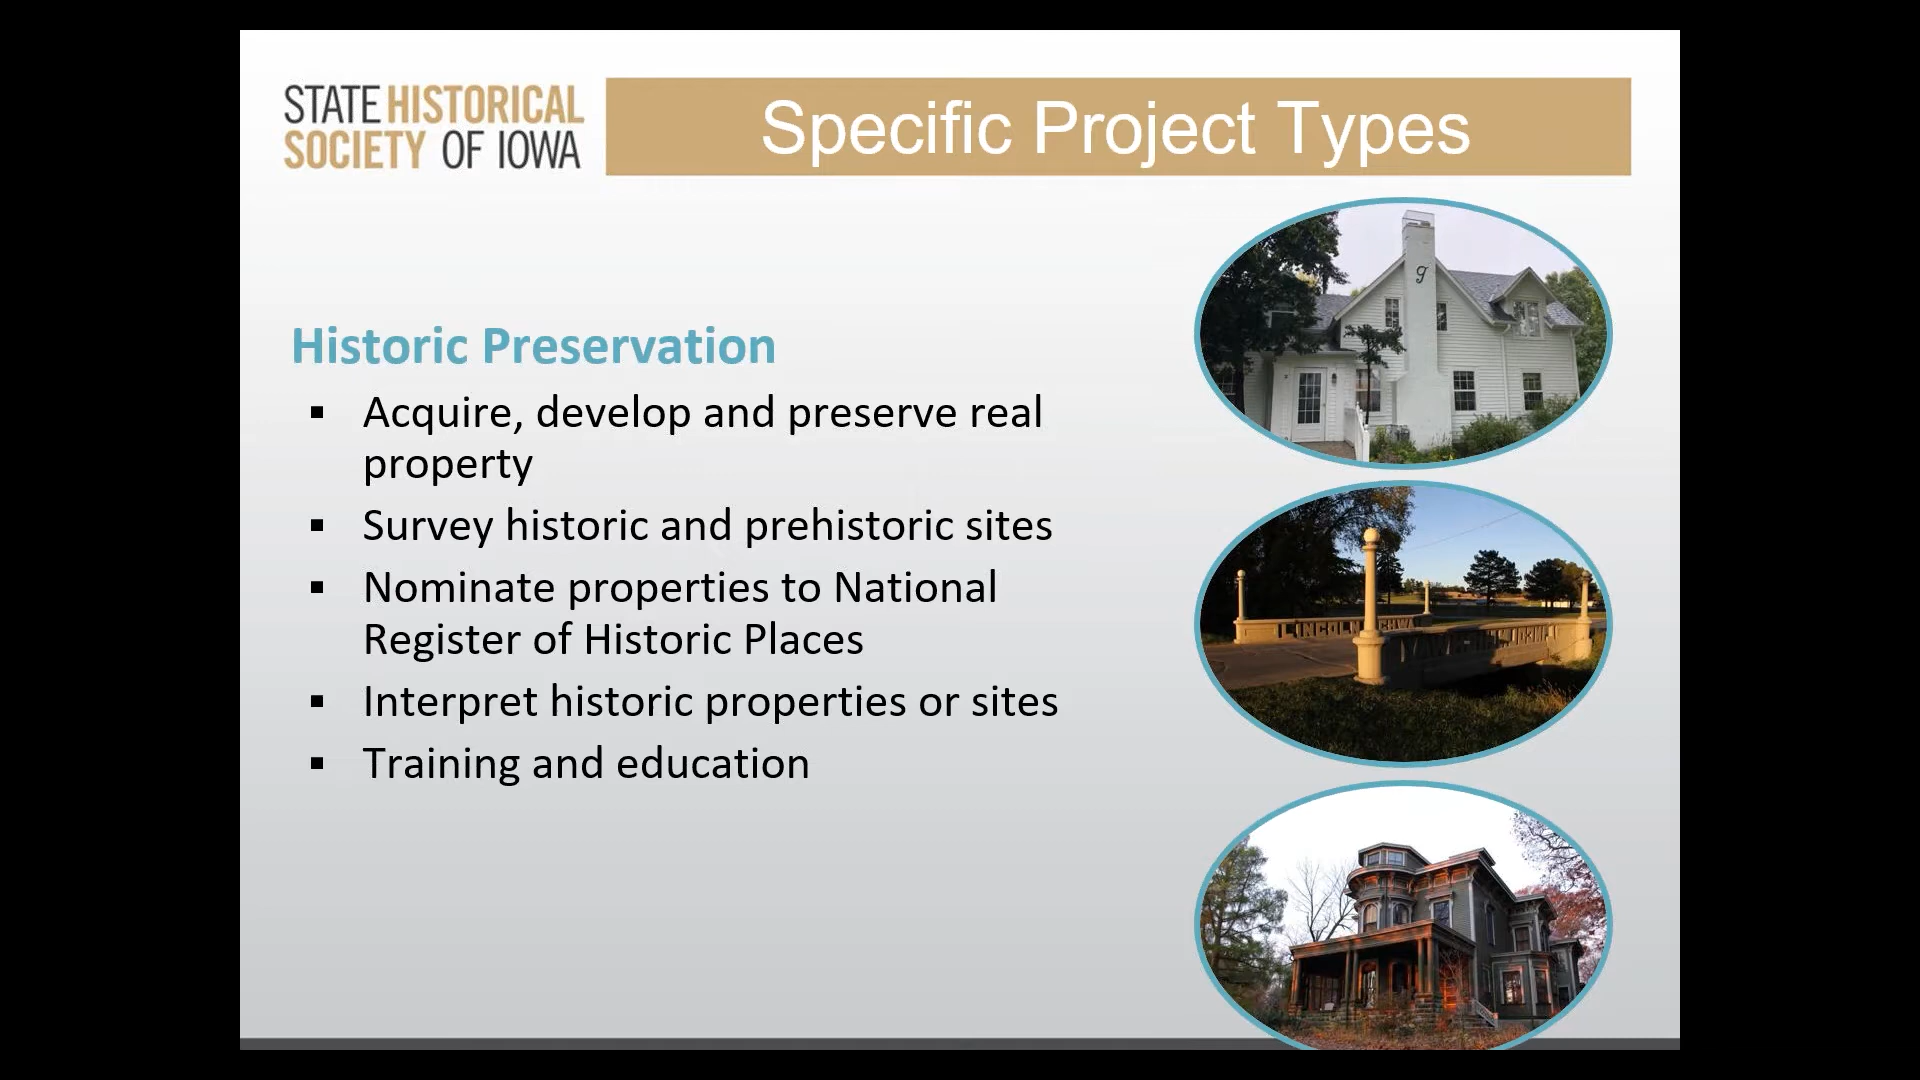 STATE HISTORICAL
SOCIETY OF IOWA
Specific Project Types
Historic Preservation
▪ Acquire, develop and preserve real
property
▪ Survey historic and prehistoric sites
▪ Nominate properties to National
Register of Historic Places
▪ Interpret historic properties or sites
▪ Training and education
g
LINCOLN